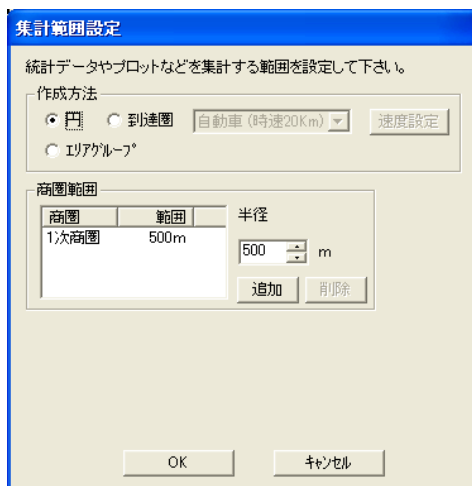 集計範囲設定
統計データやプロットなどを集計する範囲を設定して下さい。
作成方法
円 到達圏 自動車(時速20Km) 速度設定
ｴﾘｱｸﾞﾙｰﾌﾟ
商圏範囲
商圏 範囲 半径
1次商圏 500m
500 m
追加 削除
OK ｷｬﾝｾﾙ